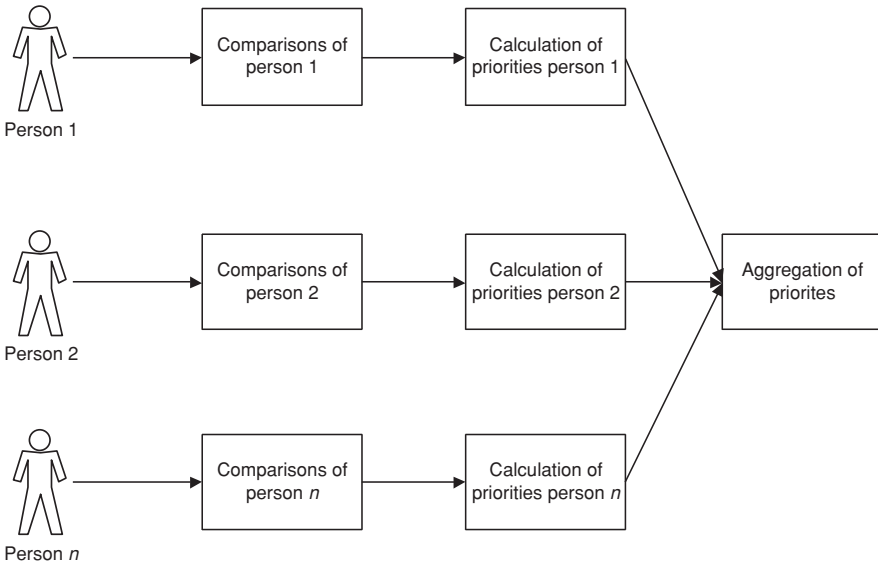 Comparisons of
person 1
Calculation of
priorities person 1
Person 1
Comparisons of
person 2
Calculation of
priorities person 2
Aggregation of
priorites
Person 2
Comparisons of
person n
Calculation of
priorities person n
Person n